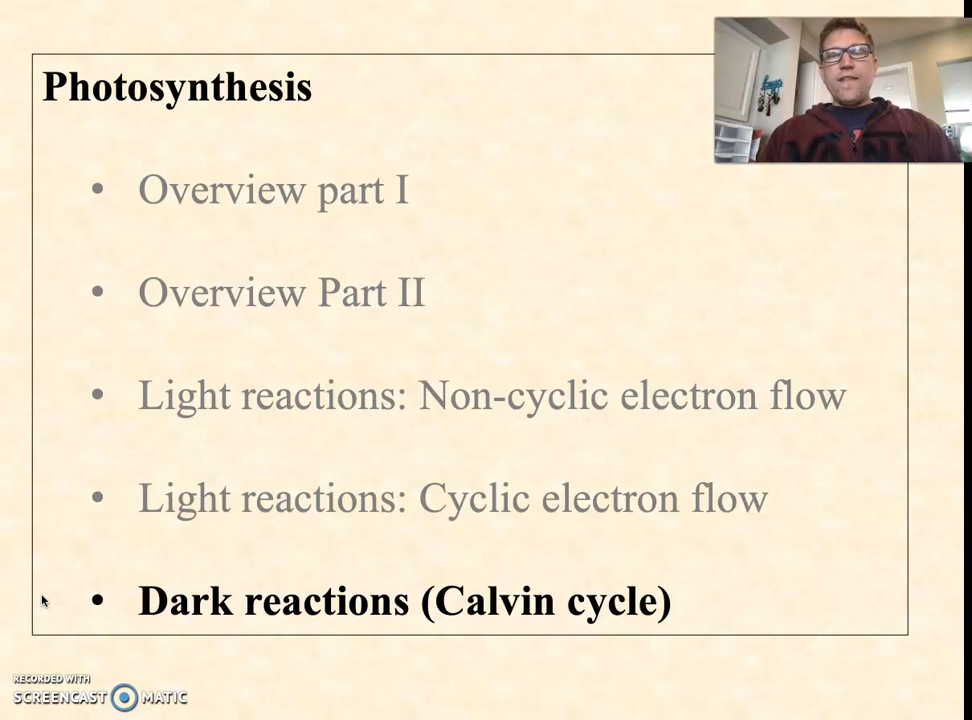 Photosynthesis
• Overview part I
• Overview Part II
• Light reactions: Non-cyclic electron flow
• Light reactions: Cyclic electron flow
• Dark reactions (Calvin cycle)
VANS
RECORDED WITH
SCREENCAST MATIC